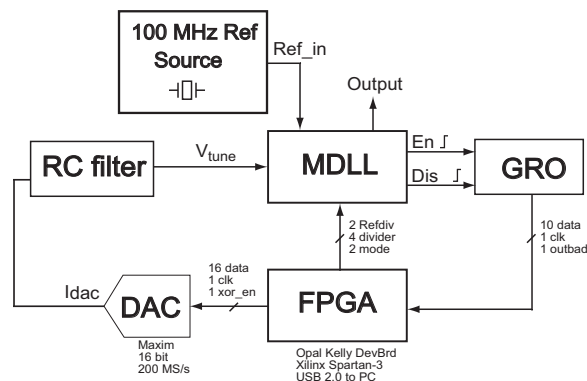 100 MHz Ref
Source
Ref_in
Output
RC filter
Vtune
MDLL
En
Dis
GRO
2 Refdiv
4 divider
2 mode
10 data
1 clk
1 outbad
Idac
DAC
16 data
1 clk
1 xor_en
FPGA
Maxim
16 bit
200 MS/s
Opal Kelly DevBrd
Xilinx Spartan-3
USB 2.0 to PC